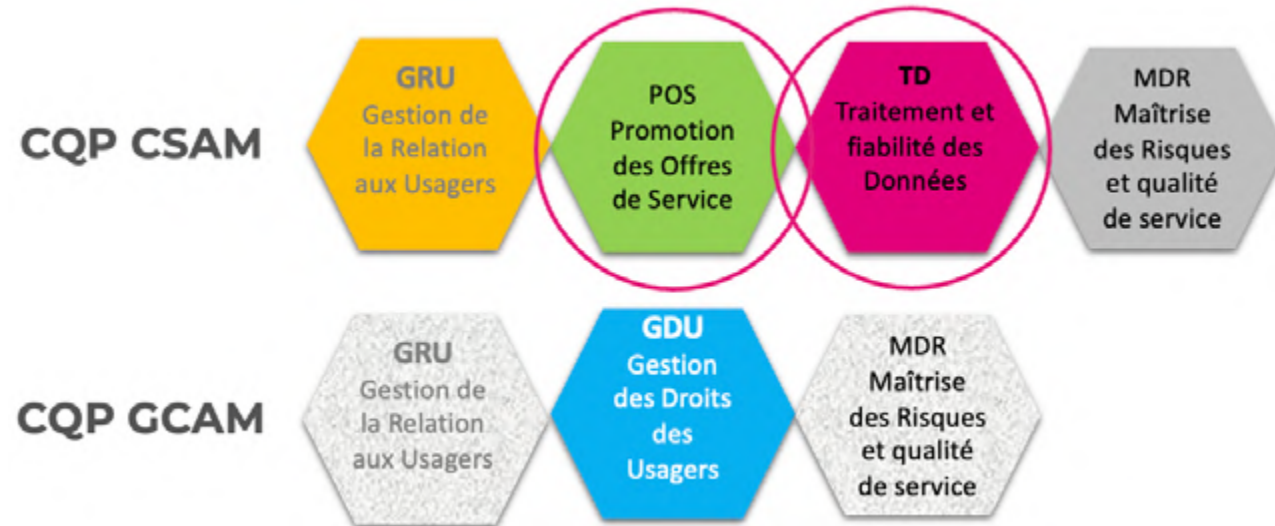 CQP CSAM
GRU
Gestion de
la Relation
aux Usagers
POS
Promotion
des Offres
de Service
TD
Traitement et
fiabilité des
Données
MDR
Maîtrise
des Risques
et qualité
de service
CQP GCAM
GRU
Gestion de
la Relation
aux Usagers
GDU
Gestion
des Droits
des
Usagers
MDR
Maîtrise
des Risques
et qualité
de service